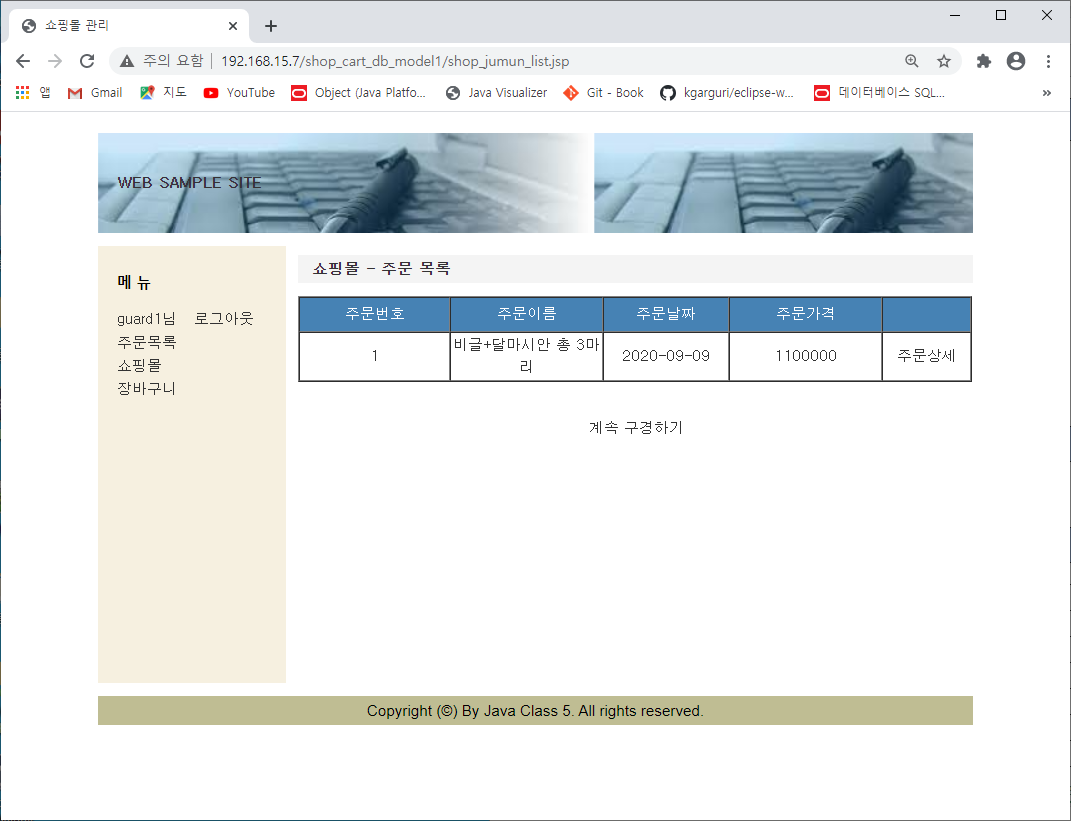 쇼핑몰 관리
주의 요함 192.168.15.7/shop_cart_db_model1/shop_jumun_list.jsp
앱 Gmail 지도 YouTube Object (Java Platfo... Java Visualizer Git - Book kgarguri/eclipse-w... 데이터베이스 SQL... »
WEB SAMPLE SITE
메 뉴
guard1님 로그아웃
주문목록
쇼핑몰
장바구니
쇼핑몰 - 주문 목록
주문번호 주문이름 주문날짜 주문가격
1 비글+달마시안 총 3마
리 2020-09-09 1100000 주문상세
계속 구경하기
Copyright (©) By Java Class 5. All rights reserved.